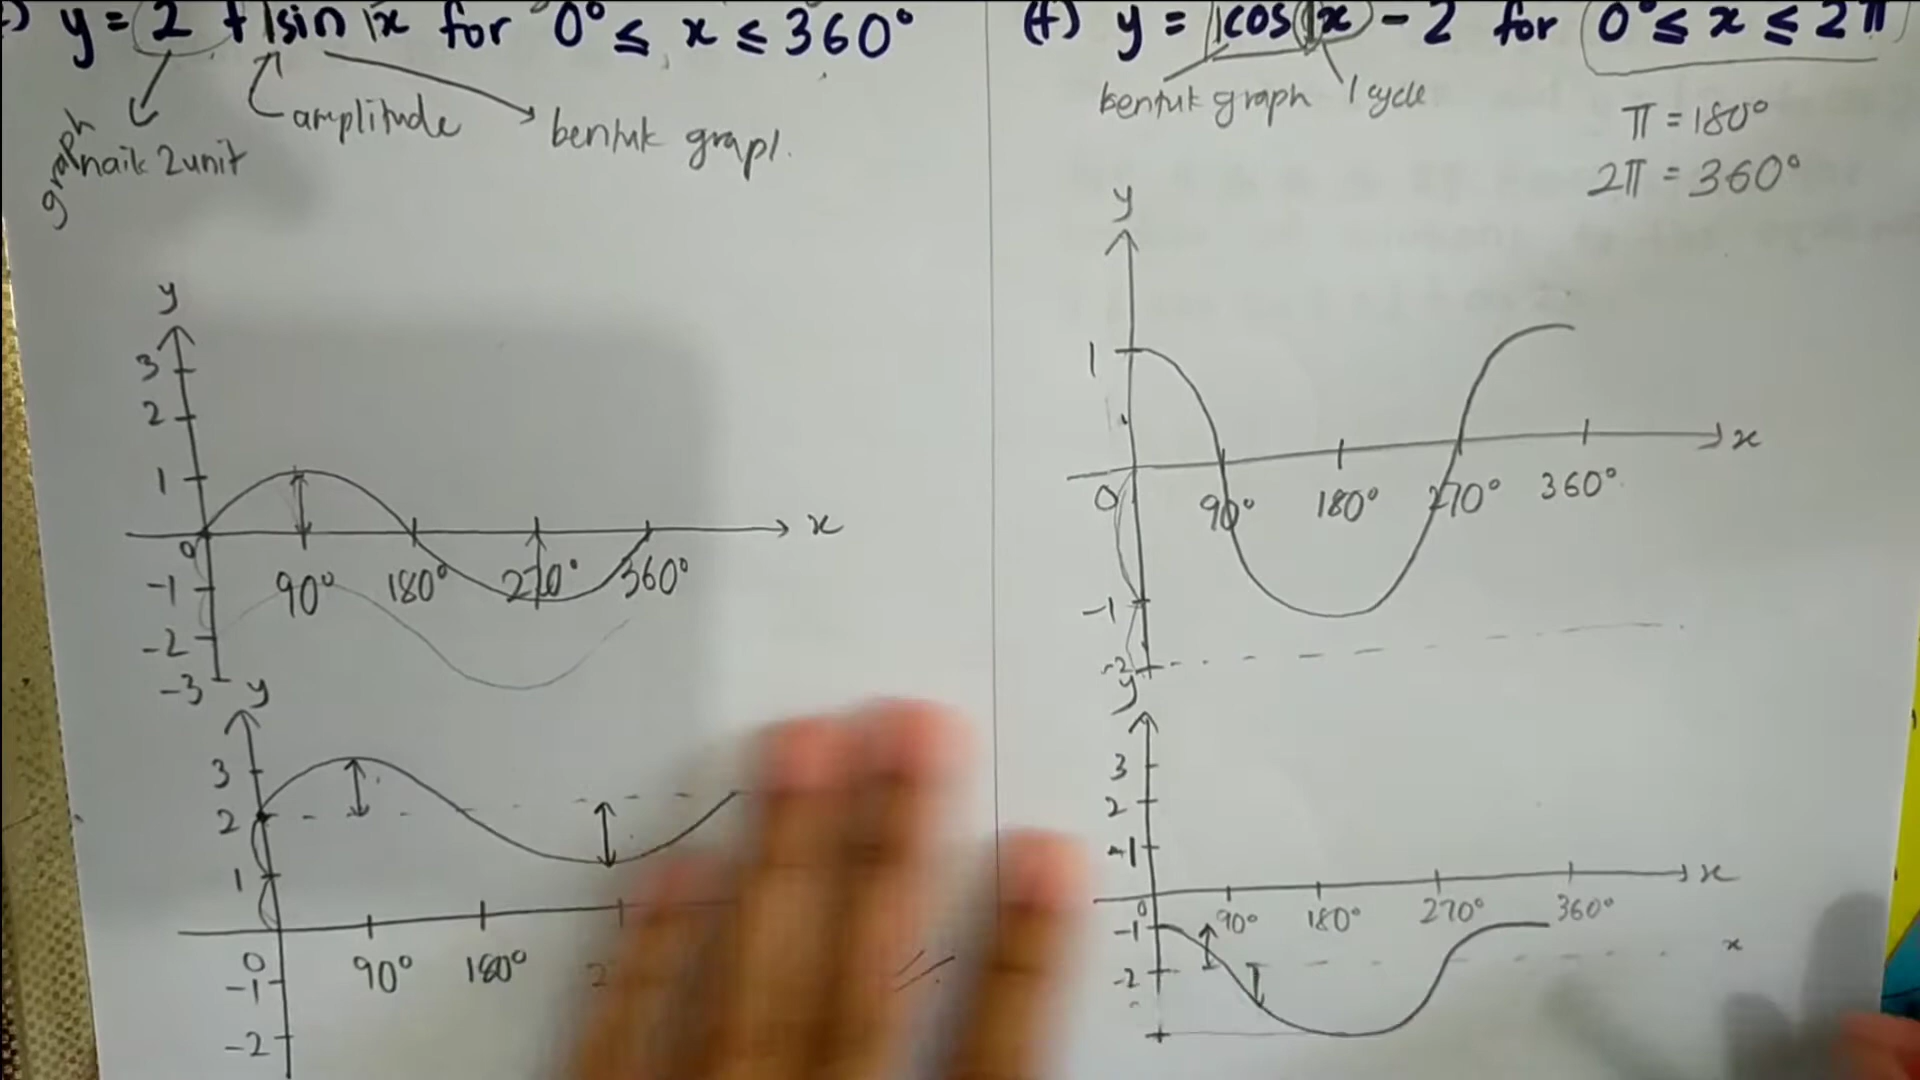 ) y = 2 + 1sin 1x for 0° ≤ x ≤ 360°
amplitude
bentuk grapl.
graph naik 2unit
y
3
2
1
0
-1
-2
-3
90° 180° 270° 360°
x
y
3
2
1
0
-1
-2
90° 180° 2
(f) y = 1cos(1x) - 2 for 0° ≤ x ≤ 2π
bentuk graph 1 cycle
π = 180°
2π = 360°
y
1
0
-1
-2
90° 180° 270° 360°
x
y
3
2
1
0
-1
-2
90° 180° 270° 360°
x
x